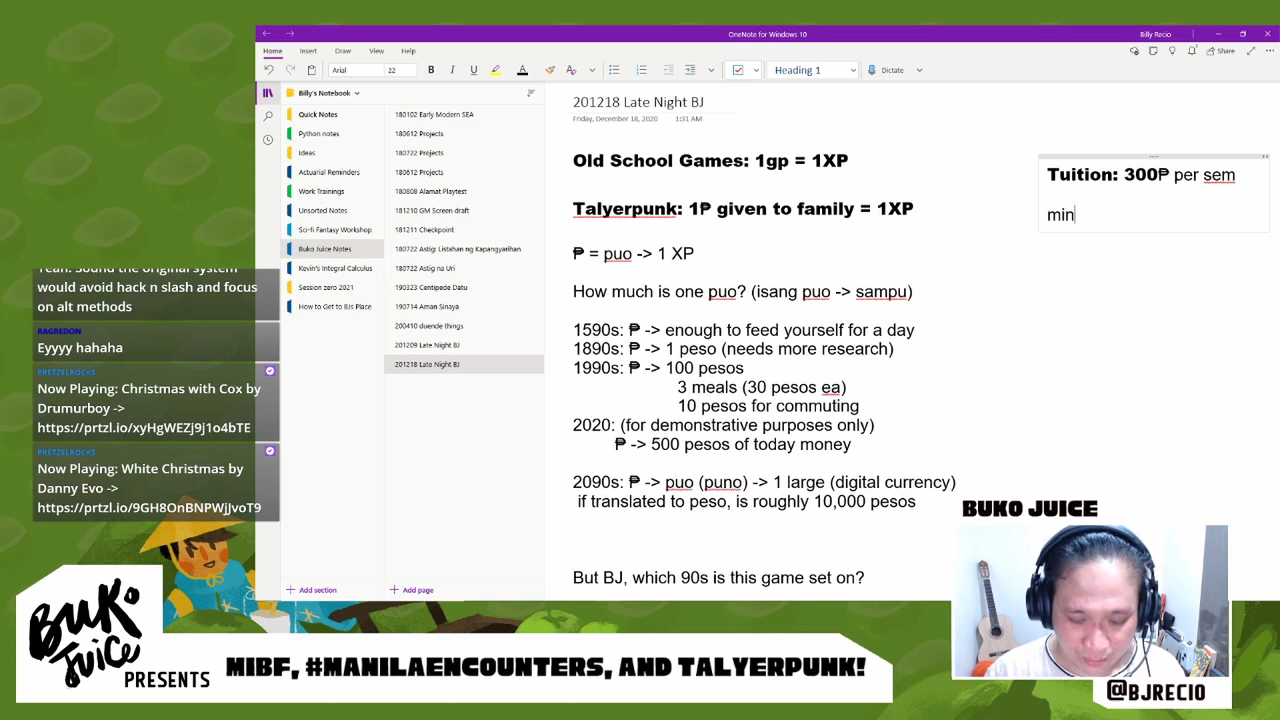 OneNote for Windows 10
Billy Recio
Home
Insert
Draw
View
Help
Share
Arial
22
B
I
U
A
Heading 1
Dictate
Billy's Notebook
Quick Notes
Python notes
Ideas
Actuarial Reminders
Work Trainings
Unsorted Notes
Sci-fi Fantasy Workshop
Buko Juice Notes
Kevin's Integral Calculus
Session zero 2021
How to Get to BJs Place
Add section
180102 Early Modern SEA
180612 Projects
180722 Projects
180612 Projects
180808 Alamat Playtest
181210 GM Screen draft
181211 Checkpoint
180722 Astig: Listahan ng Kapangyarihan
180722 Astig na Uri
190323 Centipede Datu
190714 Aman Sinaya
200410 duende things
201209 Late Night BJ
201218 Late Night BJ
Add page
201218 Late Night BJ
Friday, December 18, 2020 1:31 AM
Old School Games: 1gp = 1XP
Talyerpunk: 1₱ given to family = 1XP
₱ = puo -> 1 XP
How much is one puo? (isang puo -> sampu)
1590s: ₱ -> enough to feed yourself for a day
1890s: ₱ -> 1 peso (needs more research)
1990s: ₱ -> 100 pesos
3 meals (30 pesos ea)
10 pesos for commuting
2020: (for demonstrative purposes only)
₱ -> 500 pesos of today money
2090s: ₱ -> puo (puno) -> 1 large (digital currency)
if translated to peso, is roughly 10,000 pesos
But BJ, which 90s is this game set on?
Tuition: 300₱ per sem
min
Yeah. Sound the original system
would avoid hack n slash and focus
on alt methods
RAGREDON
Eyyyy hahaha
PRETZELROCKS
Now Playing: Christmas with Cox by
Drumurboy ->
https://prtzl.io/xyHgWEZj9j1o4bTE
PRETZELROCKS
Now Playing: White Christmas by
Danny Evo ->
https://prtzl.io/9GH8OnBNPWjJvoT9
BUKO JUICE
BUKO
JUICE
PRESENTS
MIBF, #MANILAENCOUNTERS, AND TALYERPUNK!
@BJRECIO